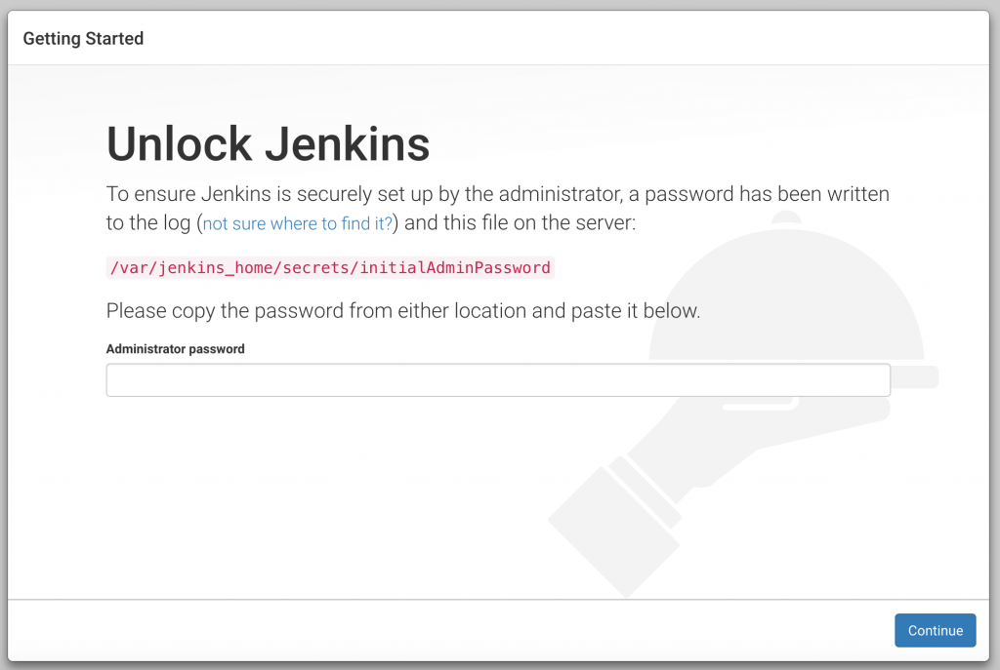 Getting Started
Unlock Jenkins
To ensure Jenkins is securely set up by the administrator, a password has been written
to the log (not sure where to find it?) and this file on the server:
/var/jenkins_home/secrets/initialAdminPassword
Please copy the password from either location and paste it below.
Administrator password
Continue